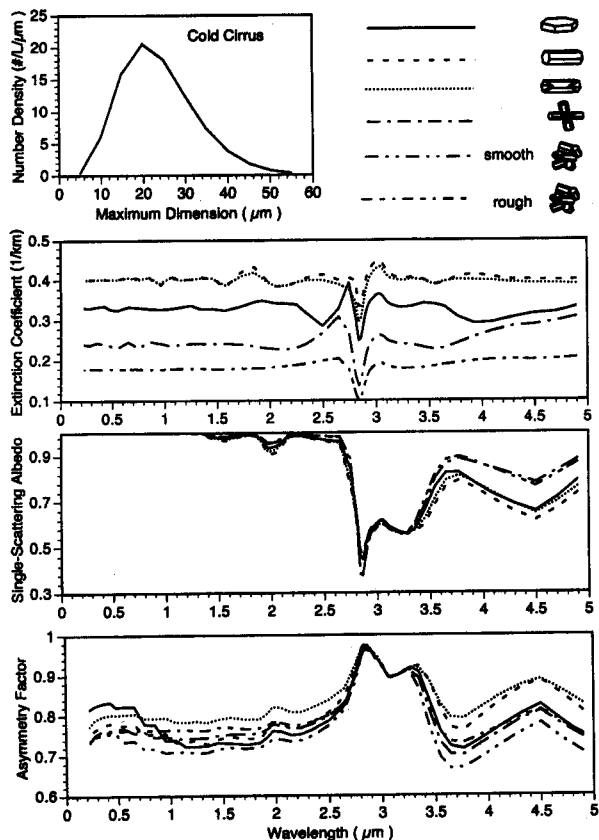 Cold Cirrus
Number Density (#/L/μm)
25
20
15
10
5
0
0 10 20 30 40 50 60
Maximum Dimension ( μm )
smooth
rough
Extinction Coefficient (1/km)
0.5
0.4
0.3
0.2
0.1
0 0.5 1 1.5 2 2.5 3 3.5 4 4.5 5
Single-Scattering Albedo
0.9
0.7
0.5
0.3
0 0.5 1 1.5 2 2.5 3 3.5 4 4.5 5
Asymmetry Factor
1
0.9
0.8
0.7
0.6
0 0.5 1 1.5 2 2.5 3 3.5 4 4.5 5
Wavelength ( μm )